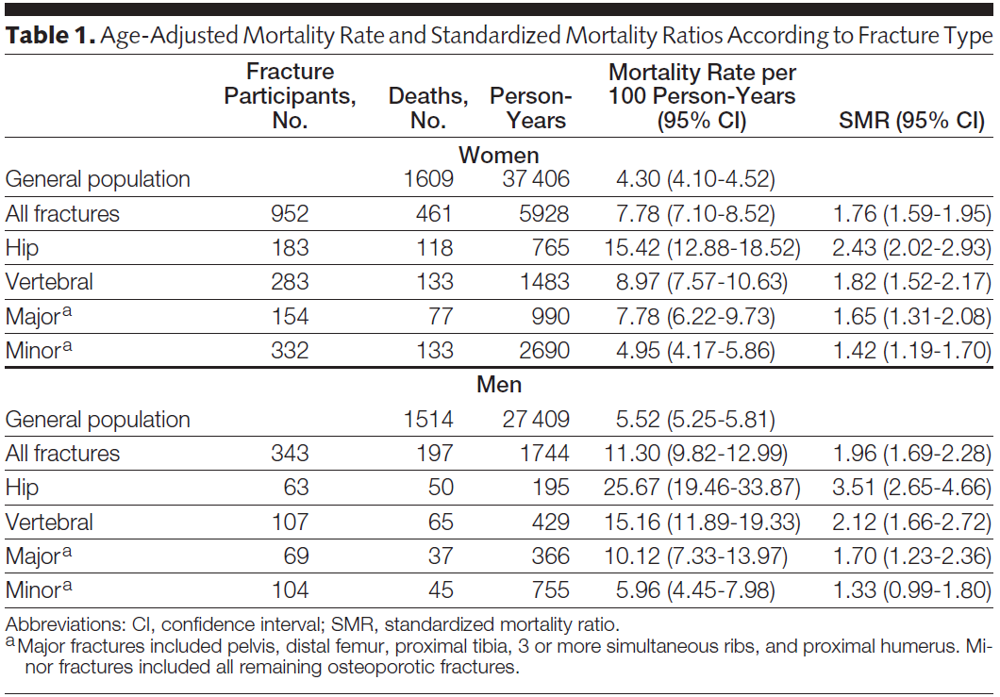 Table 1. Age-Adjusted Mortality Rate and Standardized Mortality Ratios According to Fracture Type
Fracture Participants, No. Deaths, No. Person-Years Mortality Rate per 100 Person-Years (95% CI) SMR (95% CI)
Women
General population 1609 37 406 4.30 (4.10-4.52)
All fractures 952 461 5928 7.78 (7.10-8.52) 1.76 (1.59-1.95)
Hip 183 118 765 15.42 (12.88-18.52) 2.43 (2.02-2.93)
Vertebral 283 133 1483 8.97 (7.57-10.63) 1.82 (1.52-2.17)
Major a 154 77 990 7.78 (6.22-9.73) 1.65 (1.31-2.08)
Minor a 332 133 2690 4.95 (4.17-5.86) 1.42 (1.19-1.70)
Men
General population 1514 27 409 5.52 (5.25-5.81)
All fractures 343 197 1744 11.30 (9.82-12.99) 1.96 (1.69-2.28)
Hip 63 50 195 25.67 (19.46-33.87) 3.51 (2.65-4.66)
Vertebral 107 65 429 15.16 (11.89-19.33) 2.12 (1.66-2.72)
Major a 69 37 366 10.12 (7.33-13.97) 1.70 (1.23-2.36)
Minor a 104 45 755 5.96 (4.45-7.98) 1.33 (0.99-1.80)
Abbreviations: CI, confidence interval; SMR, standardized mortality ratio.
a Major fractures included pelvis, distal femur, proximal tibia, 3 or more simultaneous ribs, and proximal humerus. Mi-
nor fractures included all remaining osteoporotic fractures.